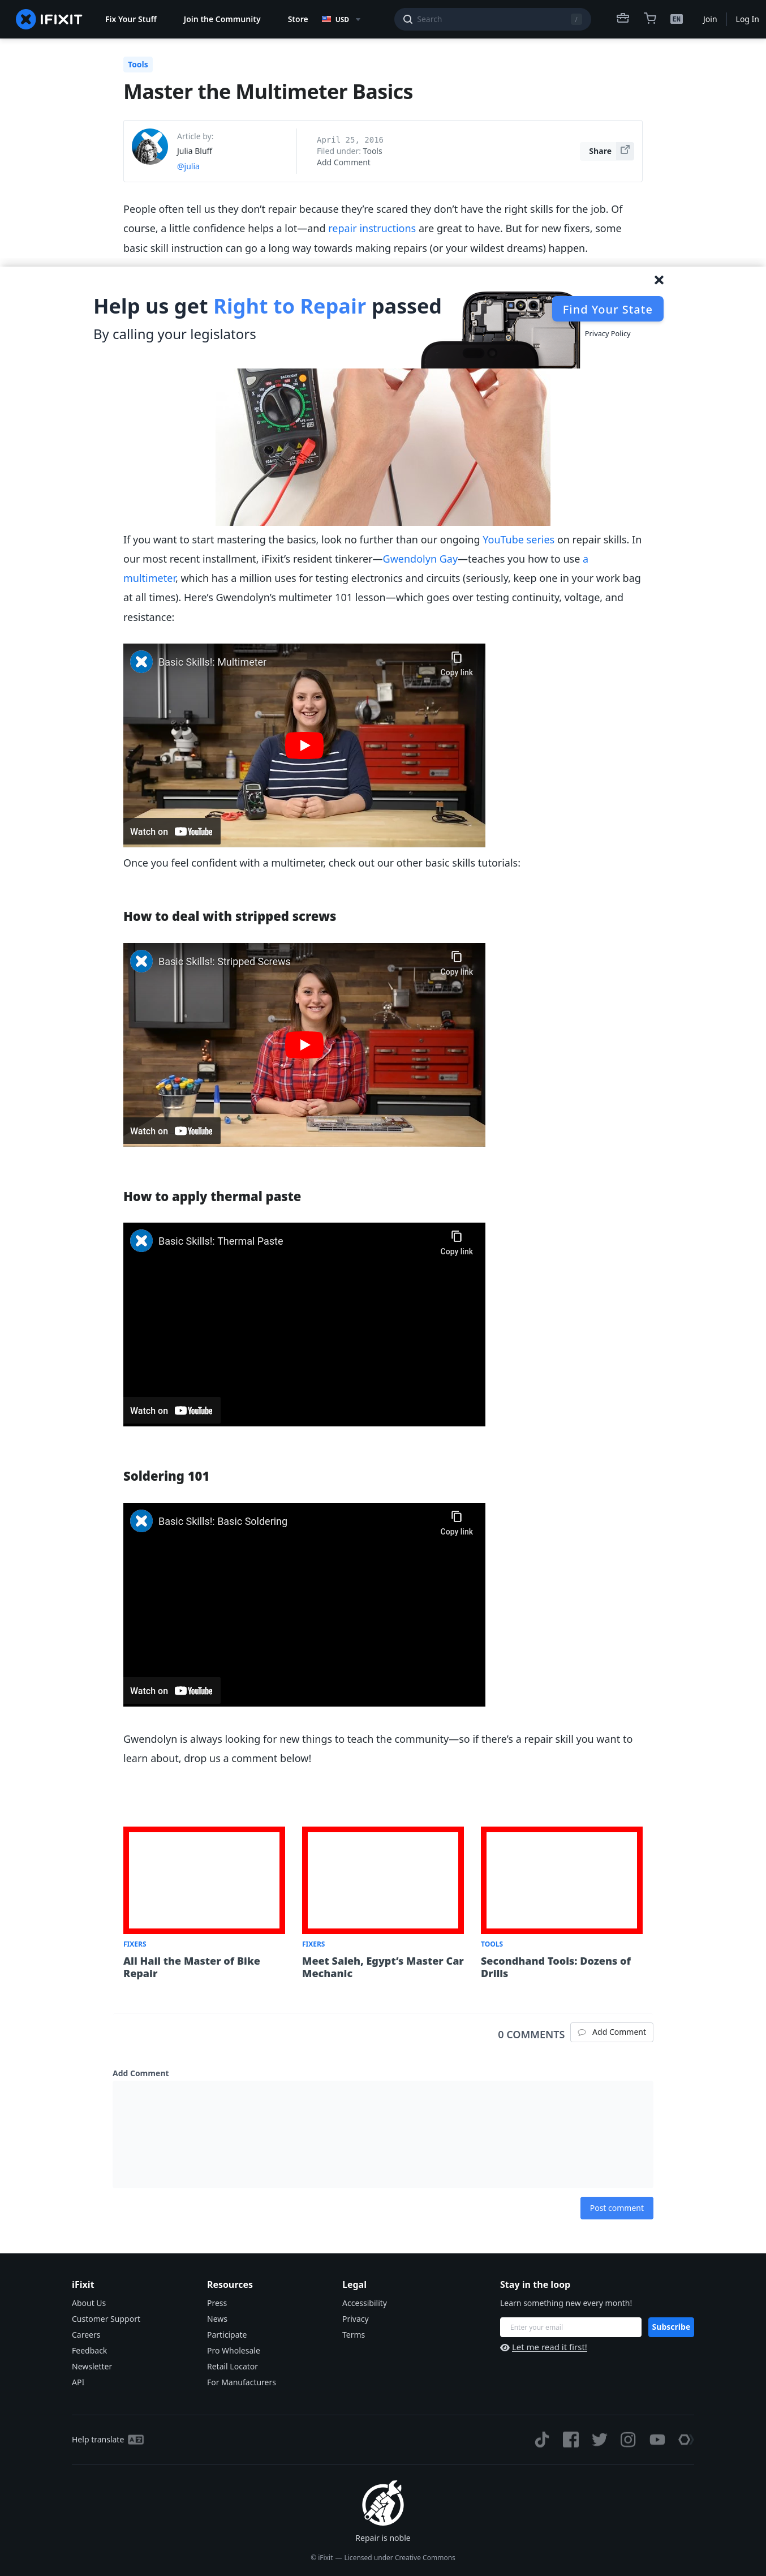 IFIXIT
Fix Your Stuff
Join the Community
Store
USD
Search
/
EN
Join
Log In
Tools
Master the Multimeter Basics
Article by:
Julia Bluff
@julia
April 25, 2016
Filed under: Tools
Add Comment
Share
People often tell us they don’t repair because they’re scared they don’t have the right skills for the job. Of
course, a little confidence helps a lot—and repair instructions are great to have. But for new fixers, some
basic skill instruction can go a long way towards making repairs (or your wildest dreams) happen.
Help us get Right to Repair passed
By calling your legislators
Find Your State
Privacy Policy
If you want to start mastering the basics, look no further than our ongoing YouTube series on repair skills. In
our most recent installment, iFixit’s resident tinkerer—Gwendolyn Gay—teaches you how to use a
multimeter, which has a million uses for testing electronics and circuits (seriously, keep one in your work bag
at all times). Here’s Gwendolyn’s multimeter 101 lesson—which goes over testing continuity, voltage, and
resistance:
Basic Skills!: Multimeter
Copy link
Watch on YouTube
Once you feel confident with a multimeter, check out our other basic skills tutorials:
How to deal with stripped screws
Basic Skills!: Stripped Screws
Copy link
Watch on YouTube
How to apply thermal paste
Basic Skills!: Thermal Paste
Copy link
Watch on YouTube
Soldering 101
Basic Skills!: Basic Soldering
Copy link
Watch on YouTube
Gwendolyn is always looking for new things to teach the community—so if there’s a repair skill you want to
learn about, drop us a comment below!
FIXERS
All Hail the Master of Bike
Repair
FIXERS
Meet Saleh, Egypt’s Master Car
Mechanic
TOOLS
Secondhand Tools: Dozens of
Drills
0 COMMENTS
Add Comment
Add Comment
Post comment
iFixit
About Us
Customer Support
Careers
Feedback
Newsletter
API
Resources
Press
News
Participate
Pro Wholesale
Retail Locator
For Manufacturers
Legal
Accessibility
Privacy
Terms
Stay in the loop
Learn something new every month!
Enter your email
Subscribe
Let me read it first!
Help translate
Repair is noble
© iFixit — Licensed under Creative Commons